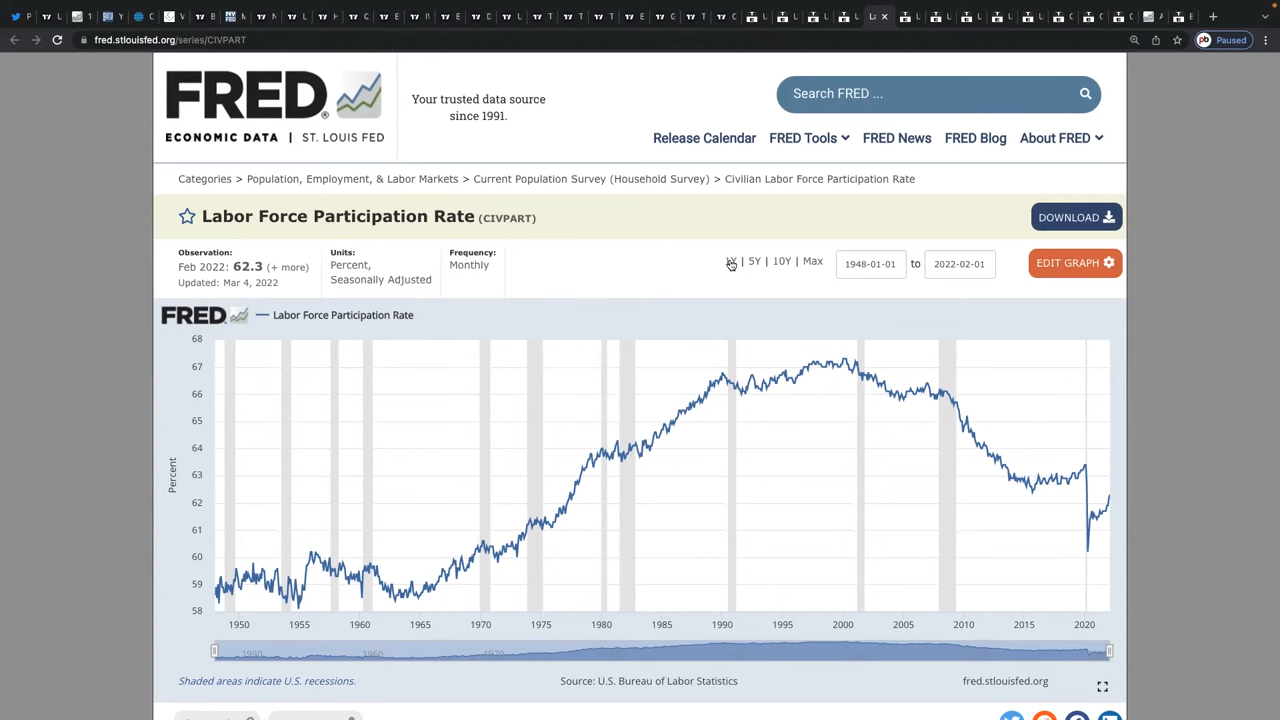 fred.stlouisfed.org/series/CIVPART
Paused
FRED
ECONOMIC DATA | ST. LOUIS FED
Your trusted data source
since 1991.
Search FRED ...
Release Calendar FRED Tools FRED News FRED Blog About FRED
Categories > Population, Employment, & Labor Markets > Current Population Survey (Household Survey) > Civilian Labor Force Participation Rate
Labor Force Participation Rate (CIVPART)
DOWNLOAD
Observation:
Feb 2022: 62.3 (+ more)
Updated: Mar 4, 2022
Units:
Percent,
Seasonally Adjusted
Frequency:
Monthly
1Y | 5Y | 10Y | Max
1948-01-01 to 2022-02-01
EDIT GRAPH
FRED
Labor Force Participation Rate
68
67
66
65
64
63
62
61
60
59
58
Percent
1950 1955 1960 1965 1970 1975 1980 1985 1990 1995 2000 2005 2010 2015 2020
1950 1960 1970
Shaded areas indicate U.S. recessions.
Source: U.S. Bureau of Labor Statistics
fred.stlouisfed.org